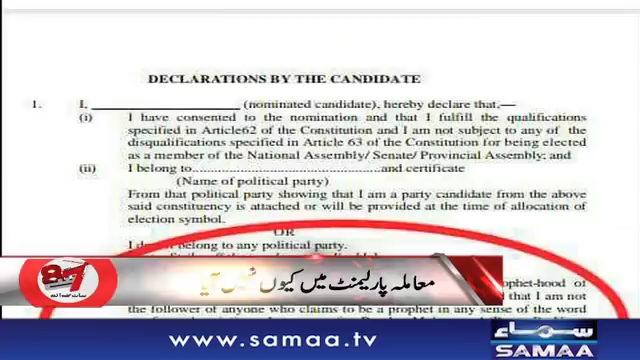 DECLARATIONS BY THE CANDIDATE
1. I, ______________________ (nominated candidate), hereby declare that,—
(i) I have consented to the nomination and that I fulfill the qualifications
specified in Article62 of the Constitution and I am not subject to any of the
disqualifications specified in Article 63 of the Constitution for being elected
as a member of the National Assembly/ Senate/ Provincial Assembly; and
(ii) I belong to..................................................and certificate
(Name of political party)
From that political party showing that I am a party candidate from the above
said constituency is attached or will be provided at the time of allocation of
election symbol.
OR
I do not belong to any political party.
phet-hood of
that I am not
the follower of anyone who claims to be a prophet in any sense of the word
معاملہ پارلیمنٹ میں کیوں نہیں آیا
87
www.samaa.tv
سماء
SAMAA